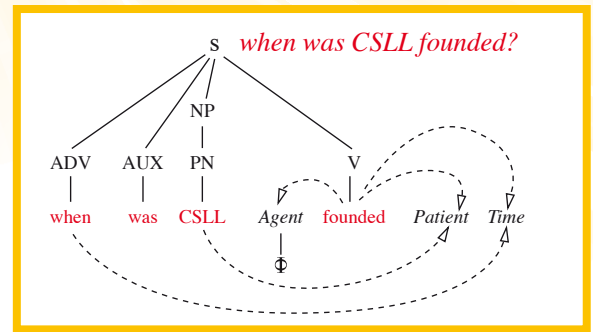 S when was CSLL founded?
NP
ADV AUX PN V
when was CSLL Agent founded Patient Time
Φ